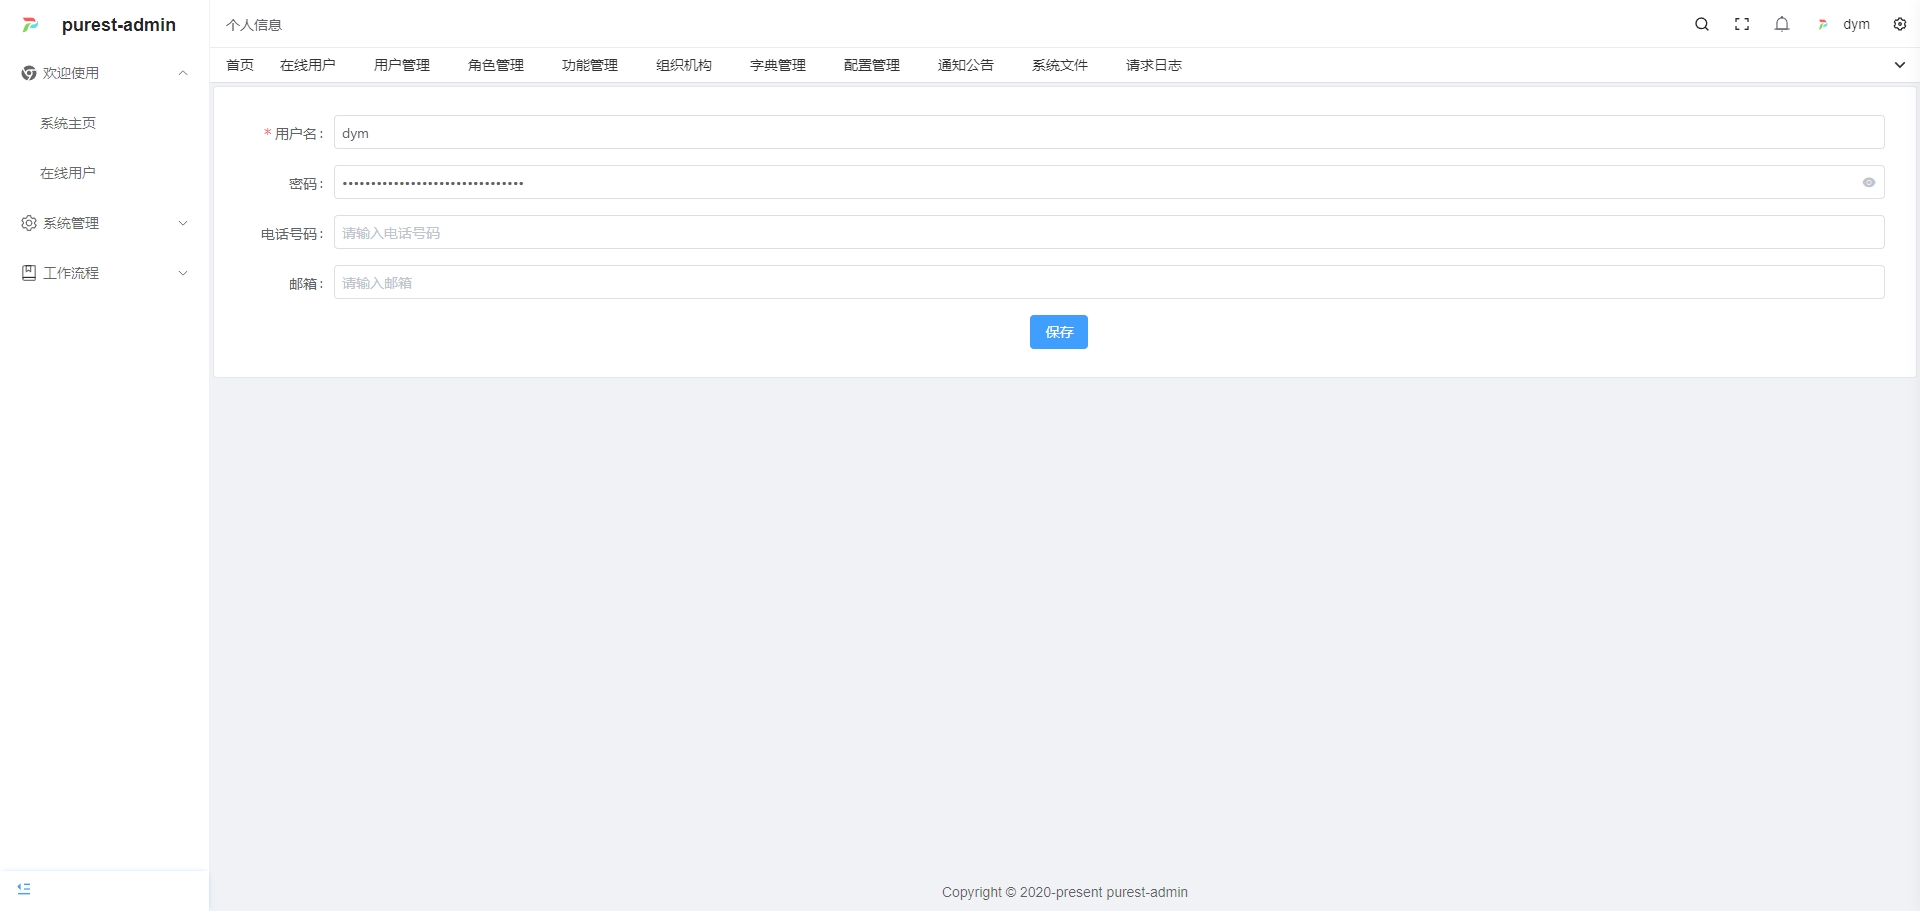 purest-admin
个人信息
dym
欢迎使用
系统主页
在线用户
系统管理
工作流程
首页 在线用户 用户管理 角色管理 功能管理 组织机构 字典管理 配置管理 通知公告 系统文件 请求日志
* 用户名: dym
密码: ••••••••••••••••••••••••••••••••
电话号码: 请输入电话号码
邮箱: 请输入邮箱
保存
Copyright © 2020-present purest-admin